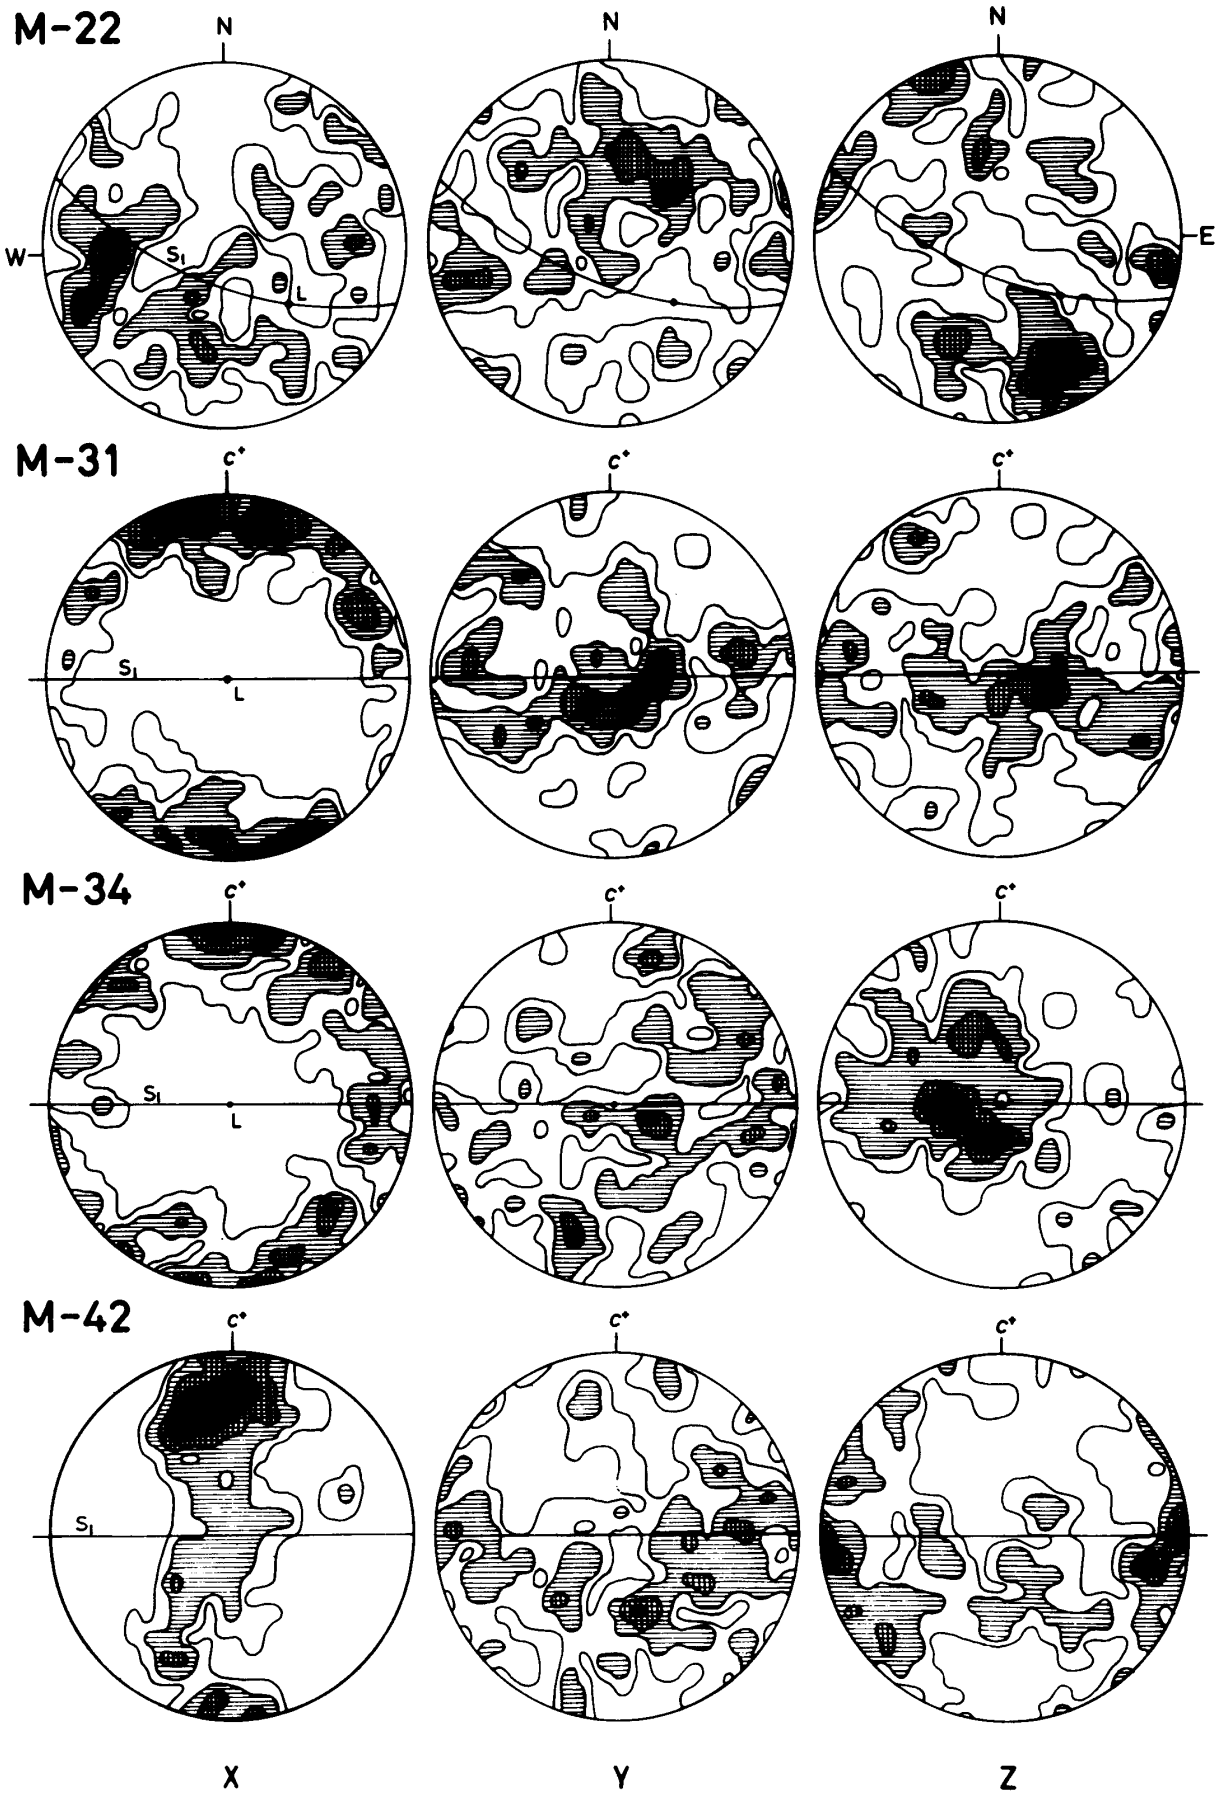 M-22 N N N
W S₁ L E
M-31 c⁺ c⁺ c⁺
S₁ L
M-34 c⁺ c⁺ c⁺
S₁ L
M-42 c⁺ c⁺ c⁺
S₁
X Y Z